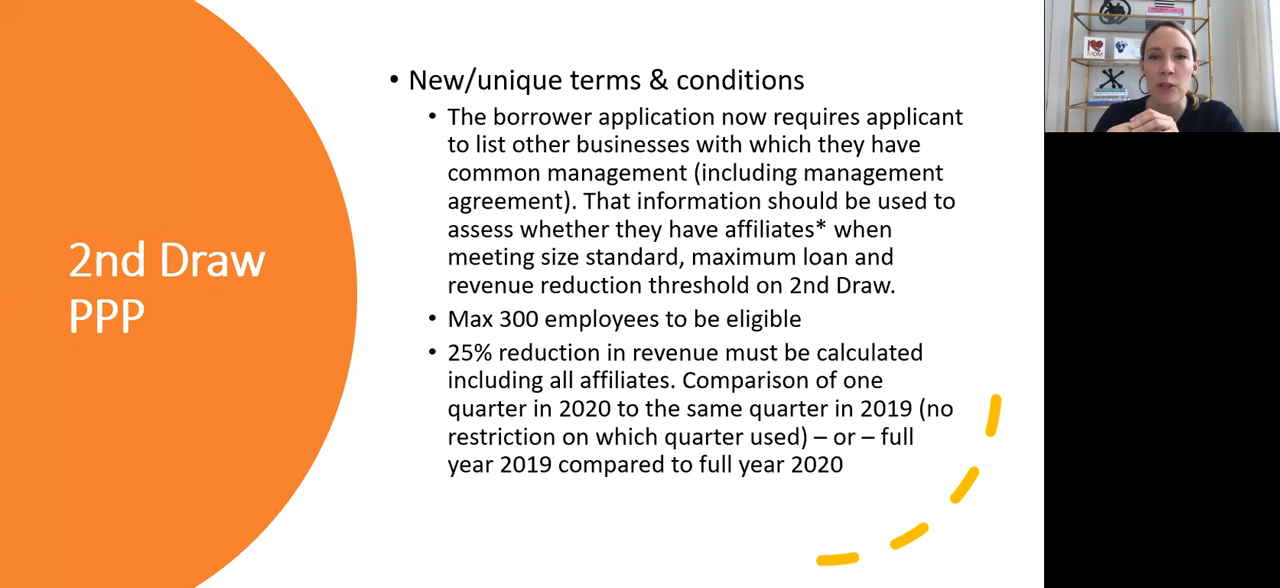 2nd Draw
PPP
• New/unique terms & conditions
• The borrower application now requires applicant
to list other businesses with which they have
common management (including management
agreement). That information should be used to
assess whether they have affiliates* when
meeting size standard, maximum loan and
revenue reduction threshold on 2nd Draw.
• Max 300 employees to be eligible
• 25% reduction in revenue must be calculated
including all affiliates. Comparison of one
quarter in 2020 to the same quarter in 2019 (no
restriction on which quarter used) – or – full
year 2019 compared to full year 2020
I
MOM